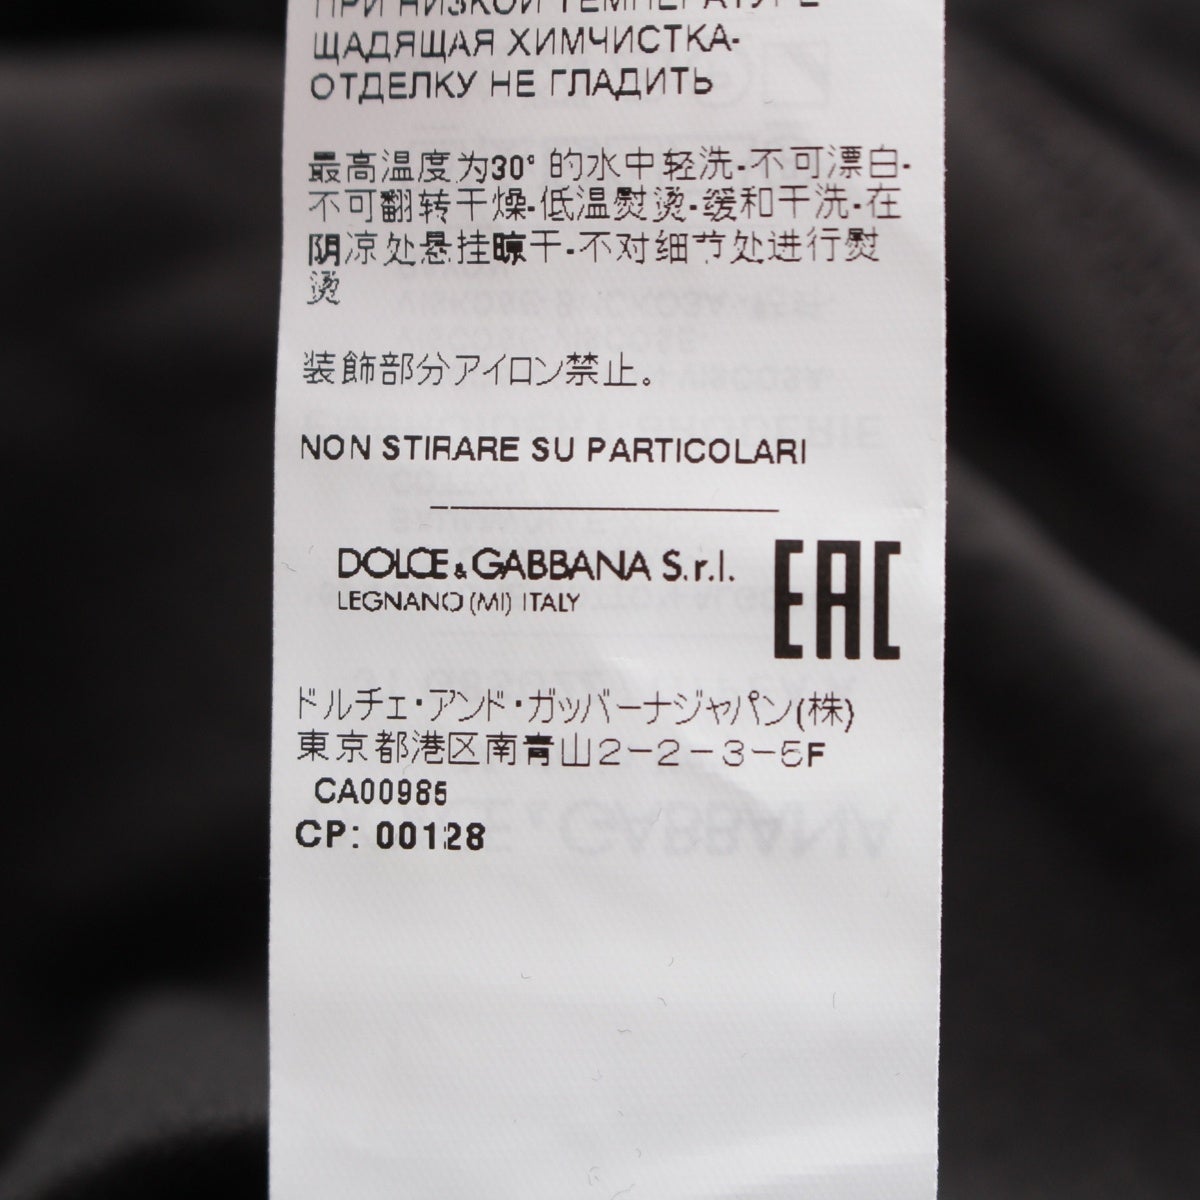 ПРИ НИЗКОЙ ТЕМПЕРАТУРЕ
ЩАДЯЩАЯ ХИМЧИСТКА-
ОТДЕЛКУ НЕ ГЛАДИТЬ
最高温度为30° 的水中轻洗-不可漂白-
不可翻转干燥-低温熨烫-缓和干洗-在
阴凉处悬挂晾干-不对细节处进行熨
烫
装飾部分アイロン禁止。
NON STIRARE SU PARTICOLARI
DOLCE & GABBANA S.r.l.
LEGNANO (MI) ITALY
EAC
ドルチェ・アンド・ガッバーナジャパン(株)
東京都港区南青山2-2-3-5F
CA00985
CP: 00128